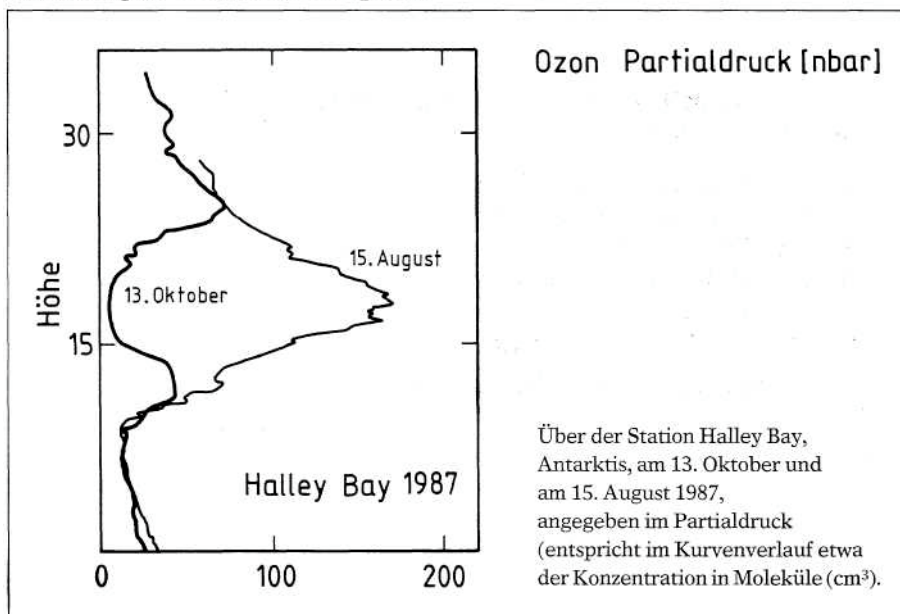 Ozon Partialdruck [nbar]
30
15. August
13. Oktober
Höhe
15
Halley Bay 1987
0 100 200
Über der Station Halley Bay,
Antarktis, am 13. Oktober und
am 15. August 1987,
angegeben im Partialdruck
(entspricht im Kurvenverlauf etwa
der Konzentration in Moleküle (cm³).